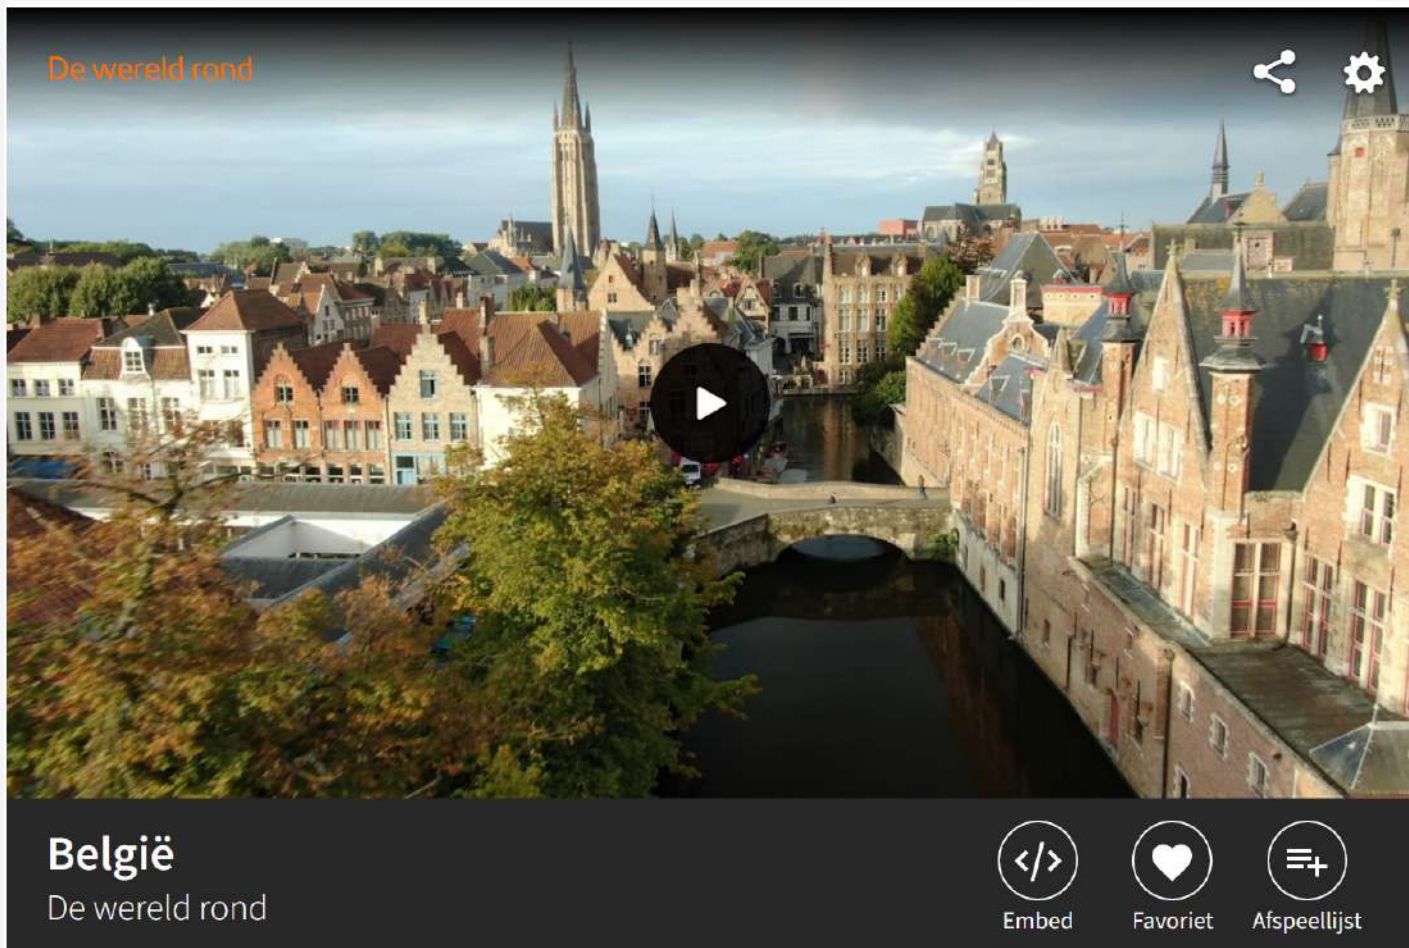 De wereld rond
België
De wereld rond
Embed
Favoriet
Afspeellijst